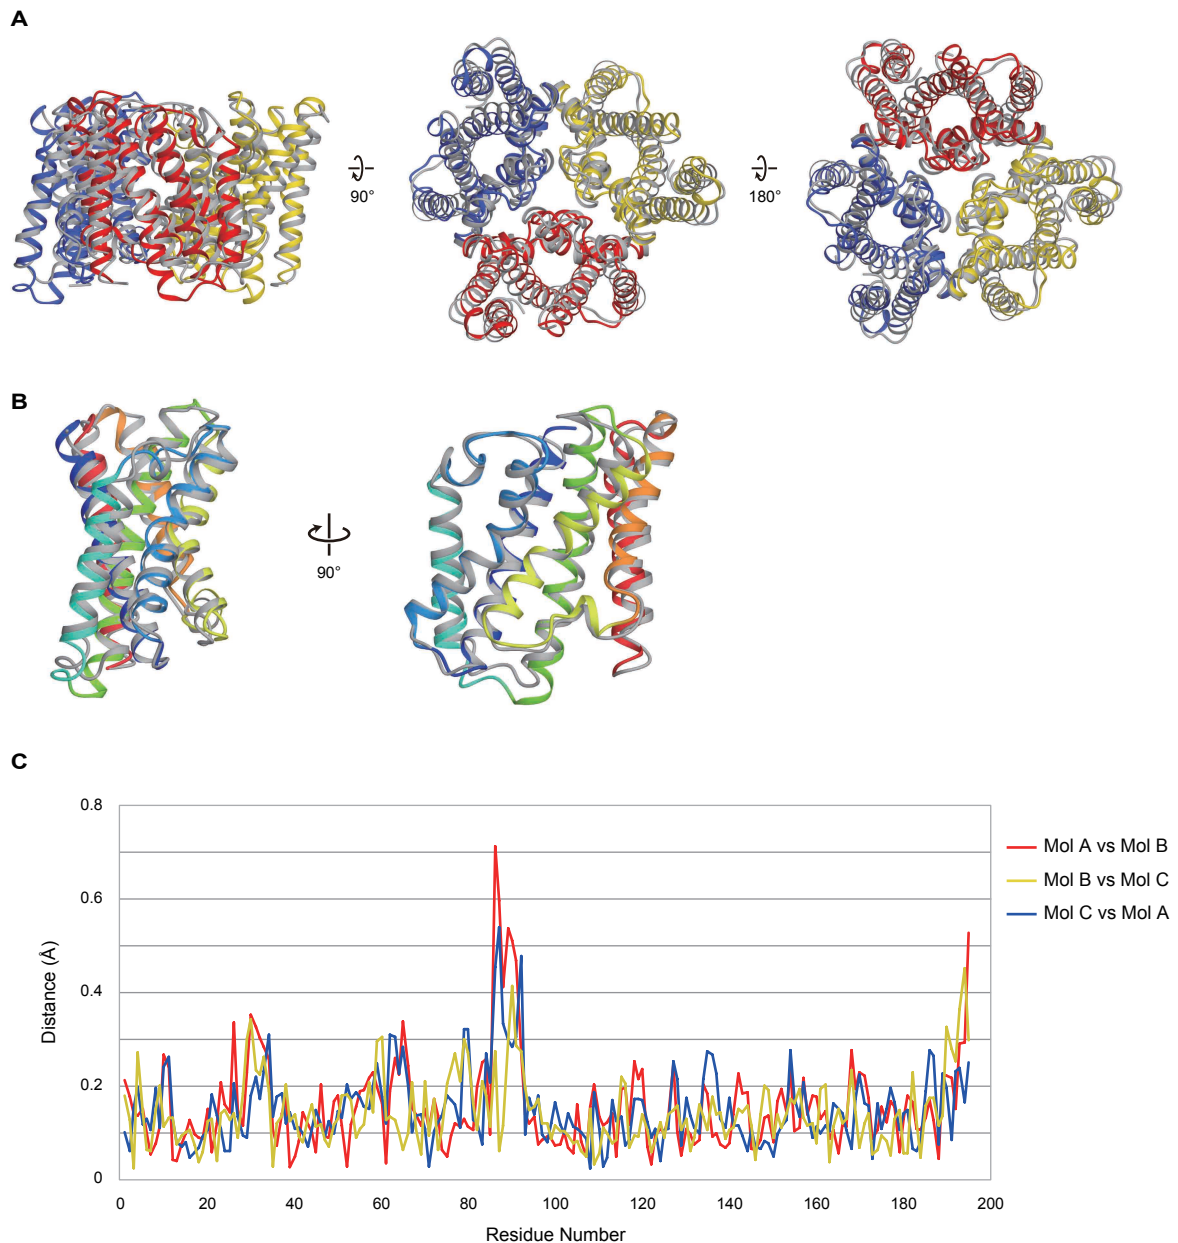 A
90°
180°
B
90°
C
0.8
0.6
0.4
0.2
0
Distance (Å)
0 20 40 60 80 100 120 140 160 180 200
Residue Number
Mol A vs Mol B
Mol B vs Mol C
Mol C vs Mol A